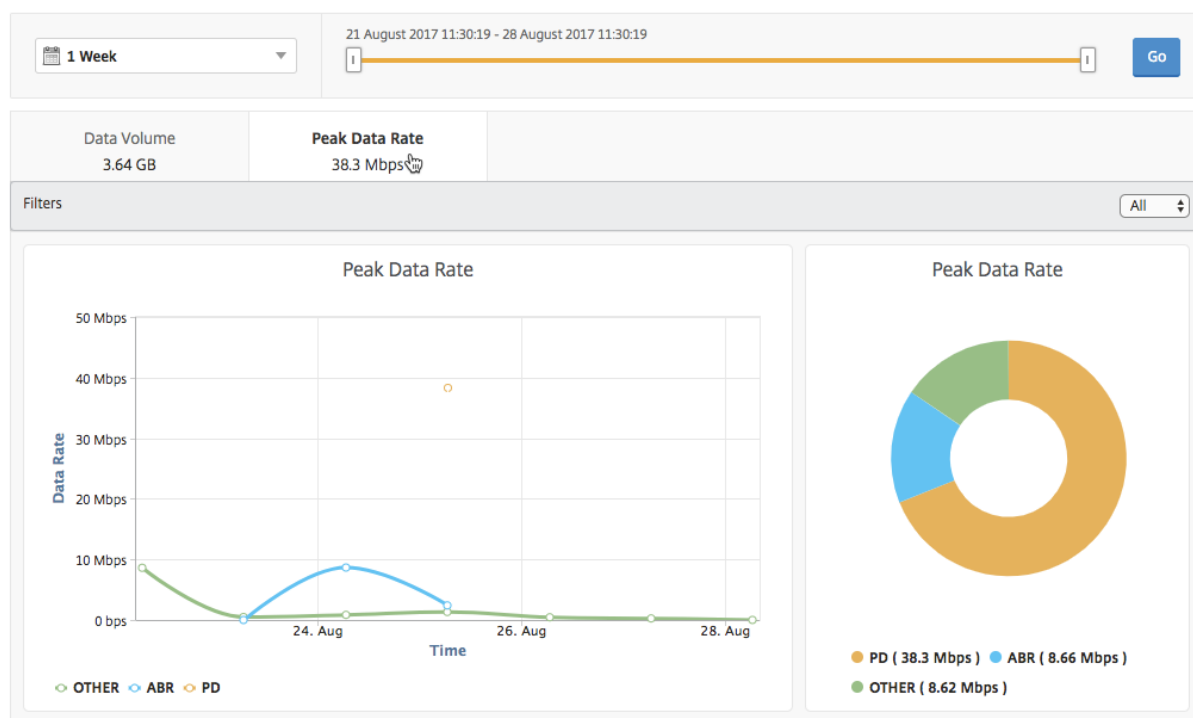 21 August 2017 11:30:19 - 28 August 2017 11:30:19
1 Week
Go
Data Volume
3.64 GB
Peak Data Rate
38.3 Mbps
Filters
All
Peak Data Rate
50 Mbps
40 Mbps
30 Mbps
20 Mbps
10 Mbps
0 bps
Data Rate
24. Aug
26. Aug
28. Aug
Time
OTHER ABR PD
Peak Data Rate
PD ( 38.3 Mbps ) ABR ( 8.66 Mbps )
OTHER ( 8.62 Mbps )